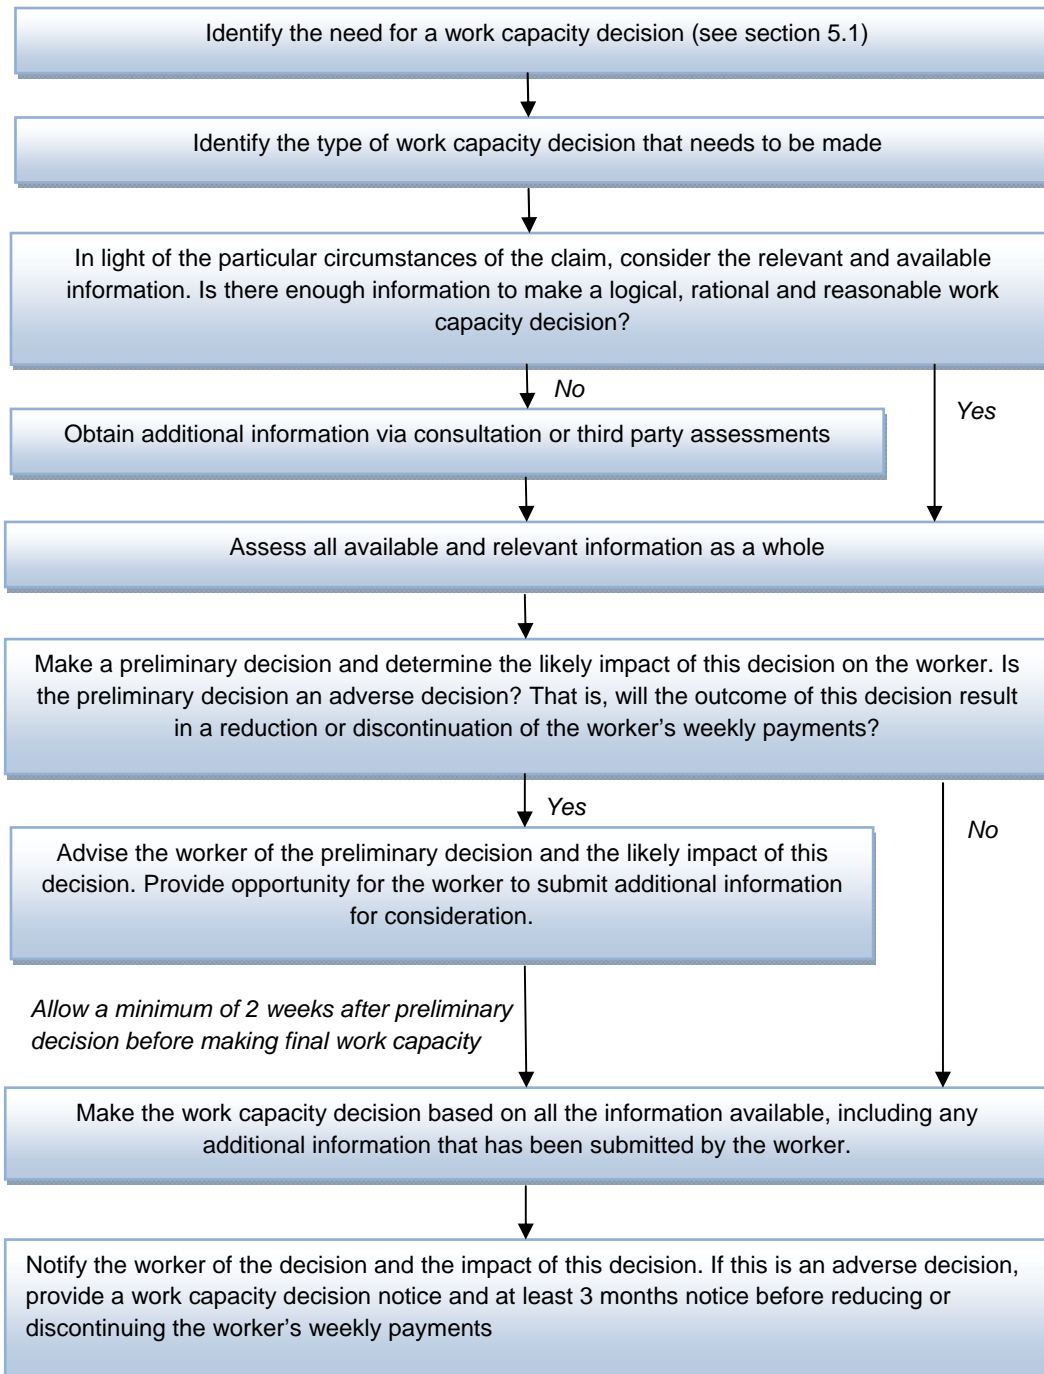 Identify the need for a work capacity decision (see section 5.1)
Identify the type of work capacity decision that needs to be made
In light of the particular circumstances of the claim, consider the relevant and available
information. Is there enough information to make a logical, rational and reasonable work
capacity decision?
No
Yes
Obtain additional information via consultation or third party assessments
Assess all available and relevant information as a whole
Make a preliminary decision and determine the likely impact of this decision on the worker. Is
the preliminary decision an adverse decision? That is, will the outcome of this decision result
in a reduction or discontinuation of the worker’s weekly payments?
Yes
No
Advise the worker of the preliminary decision and the likely impact of this
decision. Provide opportunity for the worker to submit additional information
for consideration.
Allow a minimum of 2 weeks after preliminary
decision before making final work capacity
Make the work capacity decision based on all the information available, including any
additional information that has been submitted by the worker.
Notify the worker of the decision and the impact of this decision. If this is an adverse decision,
provide a work capacity decision notice and at least 3 months notice before reducing or
discontinuing the worker’s weekly payments